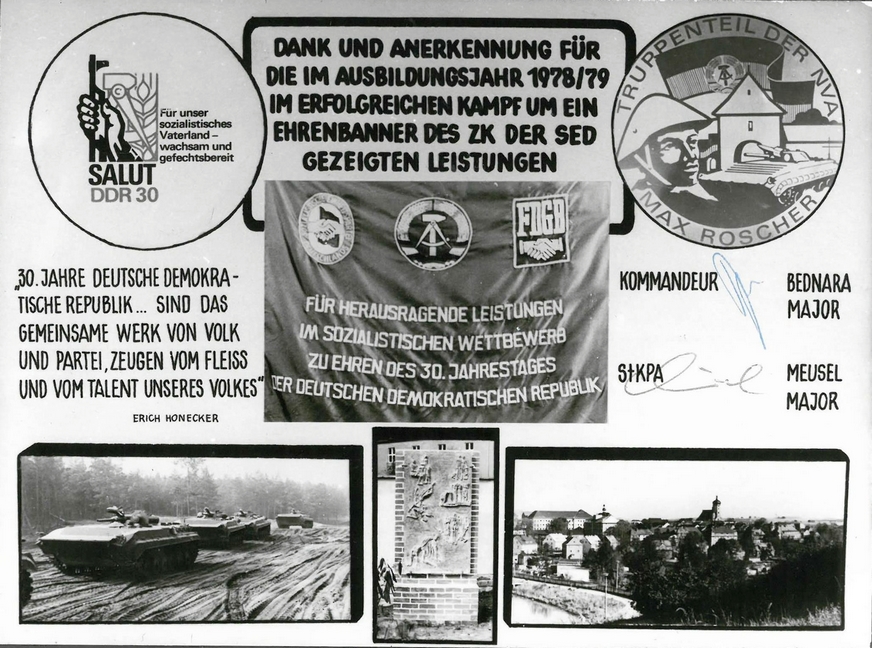 Für unser
sozialistisches
Vaterland –
wachsam und
gefechtsbereit
SALUT
DDR 30
DANK UND ANERKENNUNG FÜR
DIE IM AUSBILDUNGSJAHR 1978/79
IM ERFOLGREICHEN KAMPF UM EIN
EHRENBANNER DES ZK DER SED
GEZEIGTEN LEISTUNGEN
TRUPPENTEIL DER NVA
MAX ROSCHER
FDGB
FÜR HERAUSRAGENDE LEISTUNGEN
IM SOZIALISTISCHEN WETTBEWERB
ZU EHREN DES 30. JAHRESTAGES
DER DEUTSCHEN DEMOKRATISCHEN REPUBLIK
„30. JAHRE DEUTSCHE DEMOKRA-
TISCHE REPUBLIK... SIND DAS
GEMEINSAME WERK VON VOLK
UND PARTEI, ZEUGEN VOM FLEISS
UND VOM TALENT UNSERES VOLKES"
ERICH HONECKER
KOMMANDEUR BEDNARA
MAJOR
StKPA MEUSEL
MAJOR